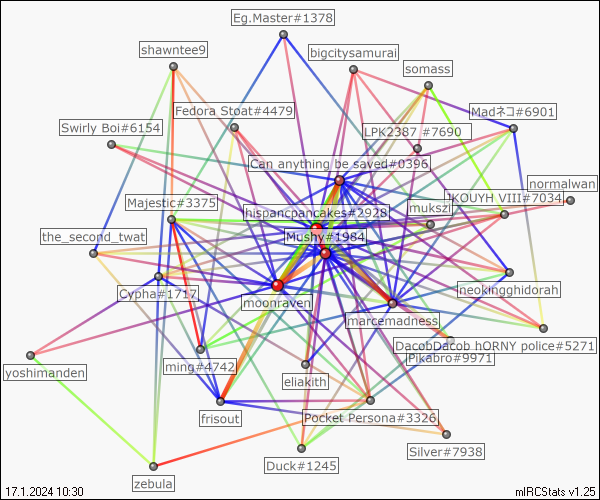 Eg.Master#1378
shawntee9
bigcitysamurai
somass
Fedora Stoat#4479
Madネコ#6901
Swirly Boi#6154
LPK2387 #7690
Can anything be saved#0396
normalwan
Majestic#3375
!KOUYH VIII#7034
hispancpancakes#2928
mukszi
the_second_twat
Mushy#1984
Cypha#1717
moonraven
neokingghidorah
marcemadness
DacobDacob hORNY police#5271
Pikabro#9971
yoshimanden
ming#4742
eliakith
frisout
Pocket Persona#3326
Silver#7938
Duck#1245
zebula
17.1.2024 10:30
mIRCStats v1.25